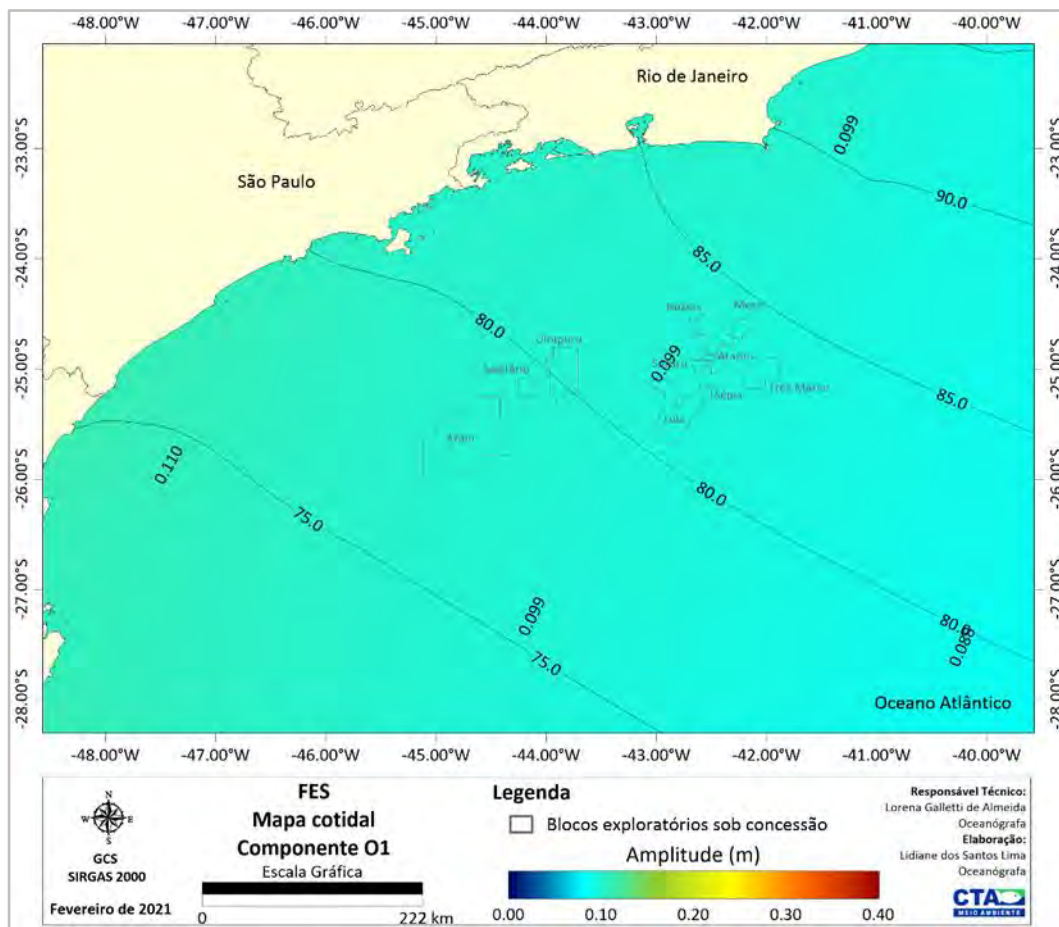 -48.00°W -47.00°W -46.00°W -45.00°W -44.00°W -43.00°W -42.00°W -41.00°W -40.00°W
Rio de Janeiro
0.099
-23.00°S -23.00°S
São Paulo
90.0
-24.00°S -24.00°S
85.0
80.0
Uirapuru
-25.00°S 0.099 -25.00°S
Sagitário
Três Marias
85.0
Sépia
Lula
Aram
0.110
-26.00°S -26.00°S
75.0
80.0
-27.00°S -27.00°S
0.099
80.0
0.088
75.0
-28.00°S Oceano Atlântico -28.00°S
-48.00°W -47.00°W -46.00°W -45.00°W -44.00°W -43.00°W -42.00°W -41.00°W -40.00°W
N
W E
S
GCS
SIRGAS 2000
Fevereiro de 2021
FES
Mapa cotidal
Componente O1
Escala Gráfica
0 222 km
Legenda
Blocos exploratórios sob concessão
Amplitude (m)
0.00 0.10 0.20 0.30 0.40
Responsável Técnico:
Lorena Galletti de Almeida
Oceanógrafa
Elaboração:
Lidiane dos Santos Lima
Oceanógrafa
CTA
MEIO AMBIENTE